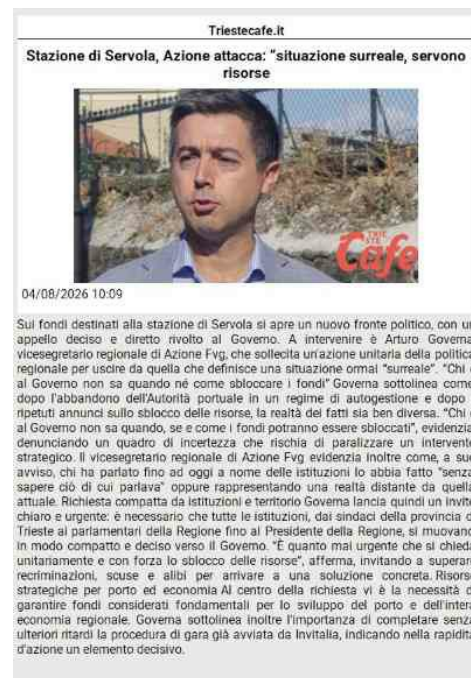 Triestecafe.it
Stazione di Servola, Azione attacca: “situazione surreale, servono
risorse
TRIE
STE
Cafe
04/08/2026 10:09
Sui fondi destinati alla stazione di Servola si apre un nuovo fronte politico, con un
appello deciso e diretto rivolto al Governo. A intervenire è Arturo Governa,
vicesegretario regionale di Azione Fvg, che sollecita un'azione unitaria della politica
regionale per uscire da quella che definisce una situazione ormai “surreale”. “Chi è
al Governo non sa quando né come sbloccare i fondi” Governa sottolinea come,
dopo l'abbandono dell'Autorità portuale in un regime di autogestione e dopo i
ripetuti annunci sullo sblocco delle risorse, la realtà dei fatti sia ben diversa. “Chi è
al Governo non sa quando, se e come i fondi potranno essere sbloccati”, evidenzia,
denunciando un quadro di incertezza che rischia di paralizzare un intervento
strategico. Il vicesegretario regionale di Azione Fvg evidenzia inoltre come, a suo
avviso, chi ha parlato fino ad oggi a nome delle istituzioni lo abbia fatto “senza
sapere ciò di cui parlava” oppure rappresentando una realtà distante da quella
attuale. Richiesta compatta da istituzioni e territorio Governa lancia quindi un invito
chiaro e urgente: è necessario che tutte le istituzioni, dai sindaci della provincia di
Trieste ai parlamentari della Regione fino al Presidente della Regione, si muovano
in modo compatto e deciso verso il Governo. “È quanto mai urgente che si chieda
unitariamente e con forza lo sblocco delle risorse”, afferma, invitando a superare
recriminazioni, scuse e alibi per arrivare a una soluzione concreta. Risorse
strategiche per porto ed economia Al centro della richiesta vi è la necessità di
garantire fondi considerati fondamentali per lo sviluppo del porto e dell'intera
economia regionale. Governa sottolinea inoltre l'importanza di completare senza
ulteriori ritardi la procedura di gara già avviata da Invitalia, indicando nella rapidità
d'azione un elemento decisivo.